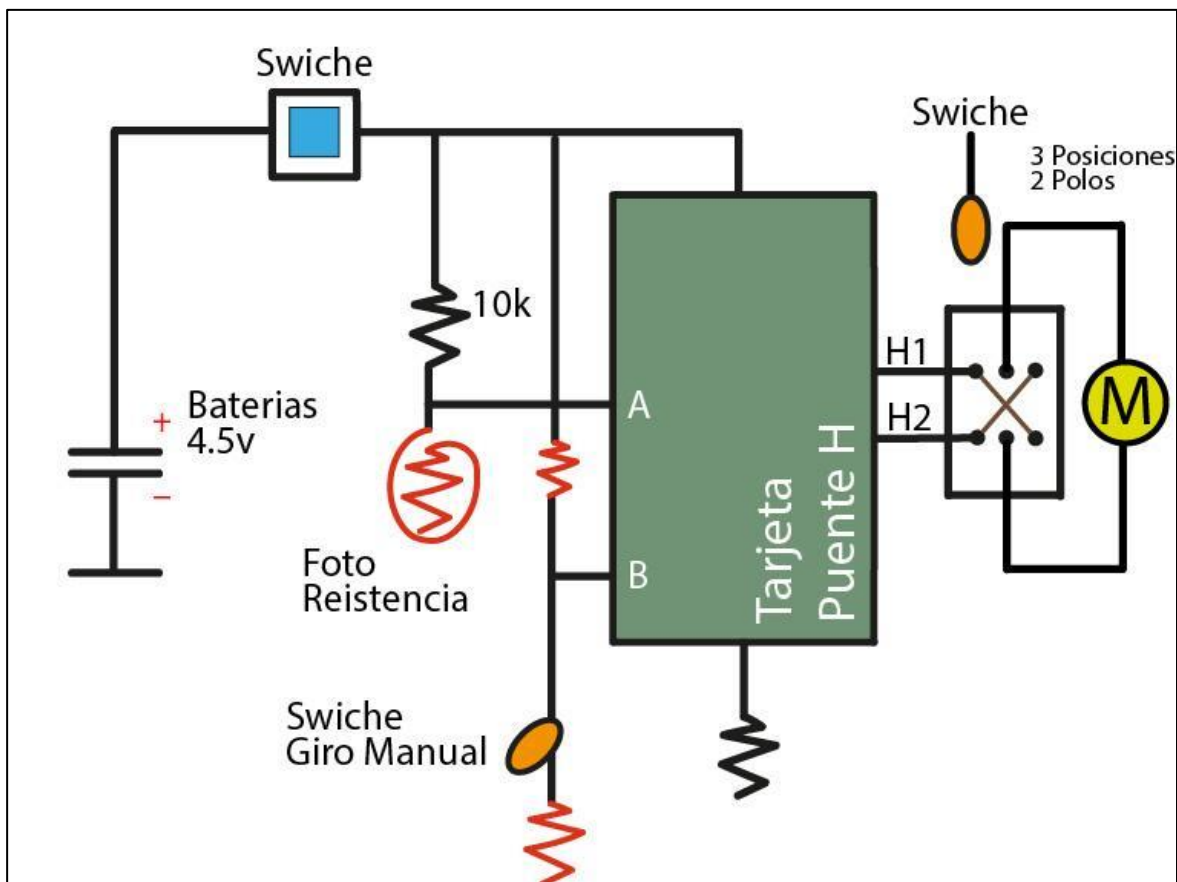 Swiche
Swiche
3 Posiciones
2 Polos
10k
H1
H2
M
+
Baterias
4.5v
−
A
B
Tarjeta
Puente H
Foto
Reistencia
Swiche
Giro Manual